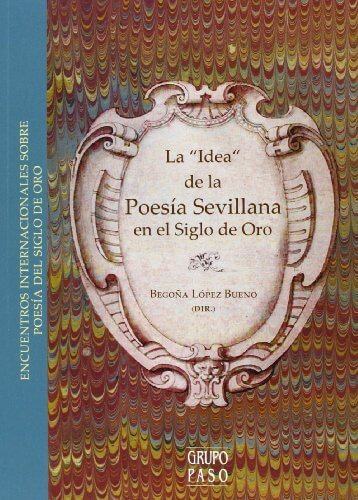 La "Idea"
de la
Poesía Sevillana
en el Siglo de Oro
BEGOÑA LÓPEZ BUENO
(DIR.)
GRUPO
PASO
ENCUENTROS INTERNACIONALES SOBRE
POESÍA DEL SIGLO DE ORO